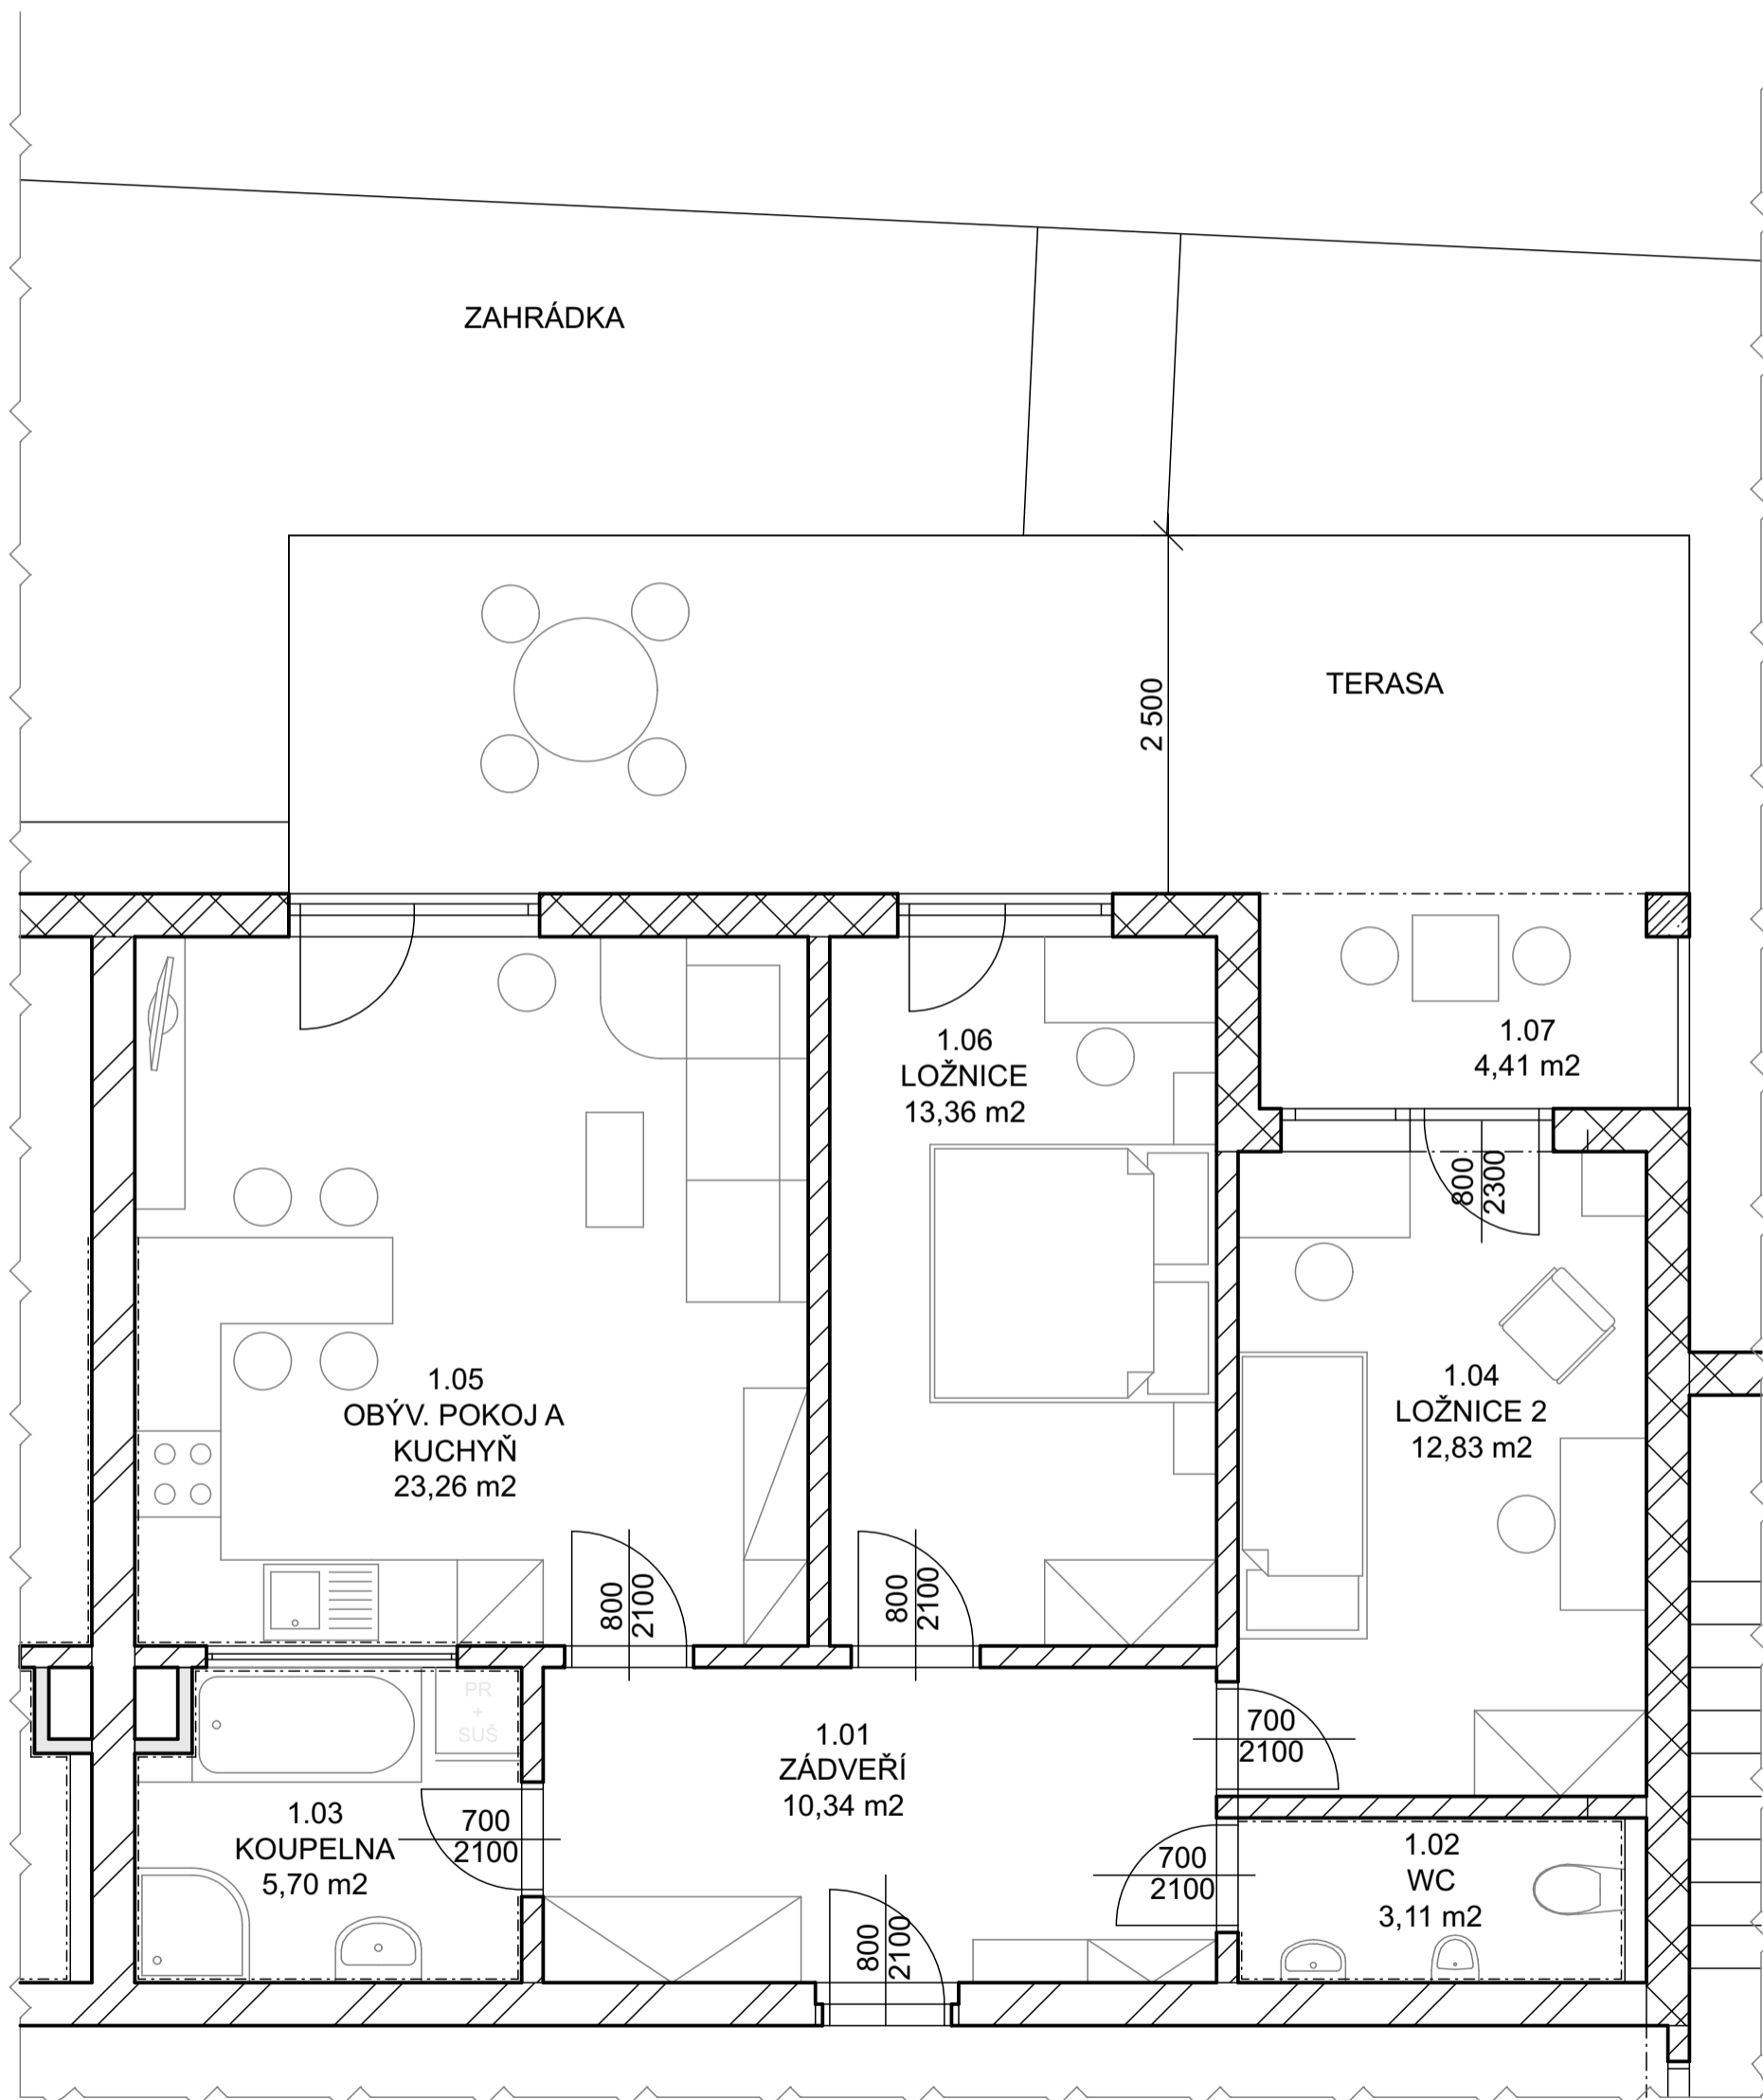 ZAHRÁDKA
TERASA
2 500
1.07
4,41 m2
1.06
LOŽNICE
13,36 m2
800
2300
1.05
OBÝV. POKOJ A
KUCHYŇ
23,26 m2
1.04
LOŽNICE 2
12,83 m2
800
2100
800
2100
PR
+
SUŠ
1.01
ZÁDVEŘÍ
10,34 m2
700
2100
1.03
KOUPELNA
5,70 m2
700
2100
700
2100
1.02
WC
3,11 m2
800
2100